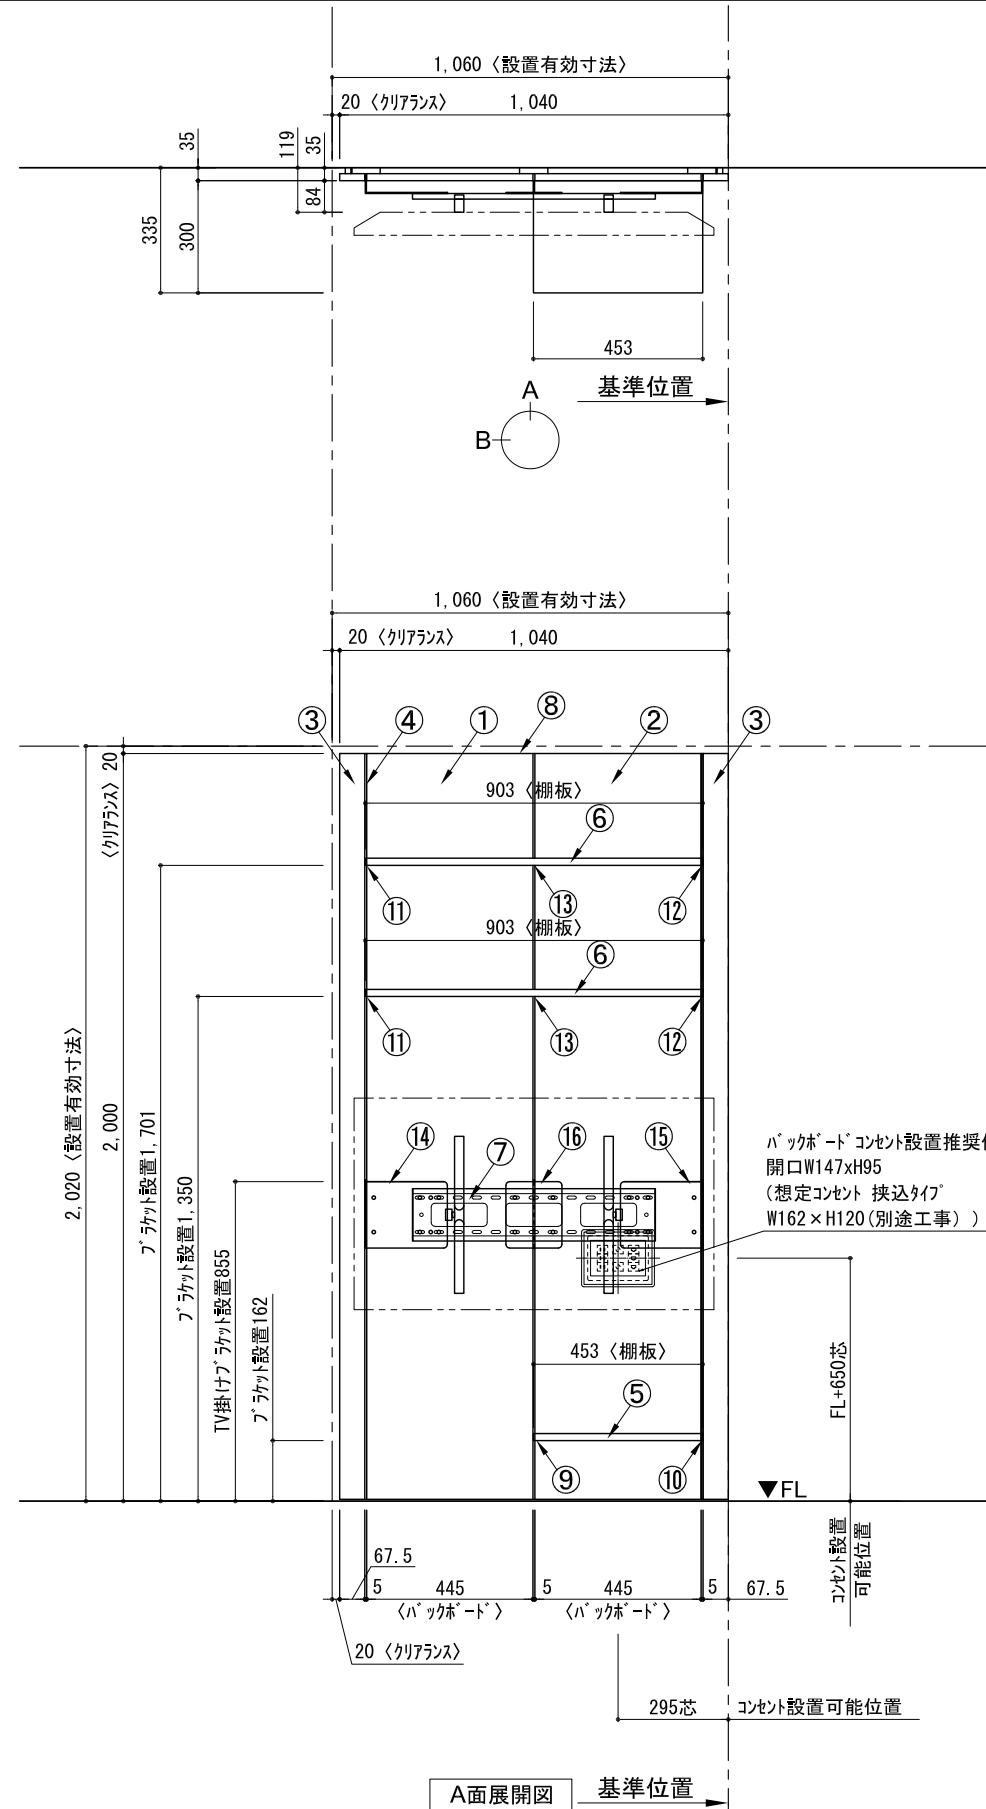 1,060〈設置有効寸法〉
20〈クリアランス〉
1,040
35
119
35
84
335
300
453
A
B
基準位置
1,060〈設置有効寸法〉
20〈クリアランス〉
1,040
③
④
①
⑧
②
③
903〈棚板〉
⑥
⑪
⑬
⑫
903〈棚板〉
⑥
⑪
⑬
⑫
〈クリアランス〉20
2,020〈設置有効寸法〉
2,000
ブラケット設置1,701
ブラケット設置1,350
TV掛けブラケット設置855
ブラケット設置162
⑭
⑦
⑯
⑮
バックボードコンセント設置推奨
開口W147xH95
(想定コンセント 挟込タイプ
W162×H120(別途工事))
453〈棚板〉
⑤
⑨
⑩
FL+650芯
▼FL
コンセント設置
可能位置
67.5
5
445
5
445
5
67.5
〈バックボード〉
〈バックボード〉
20〈クリアランス〉
295芯
コンセント設置可能位置
A面展開図
基準位置